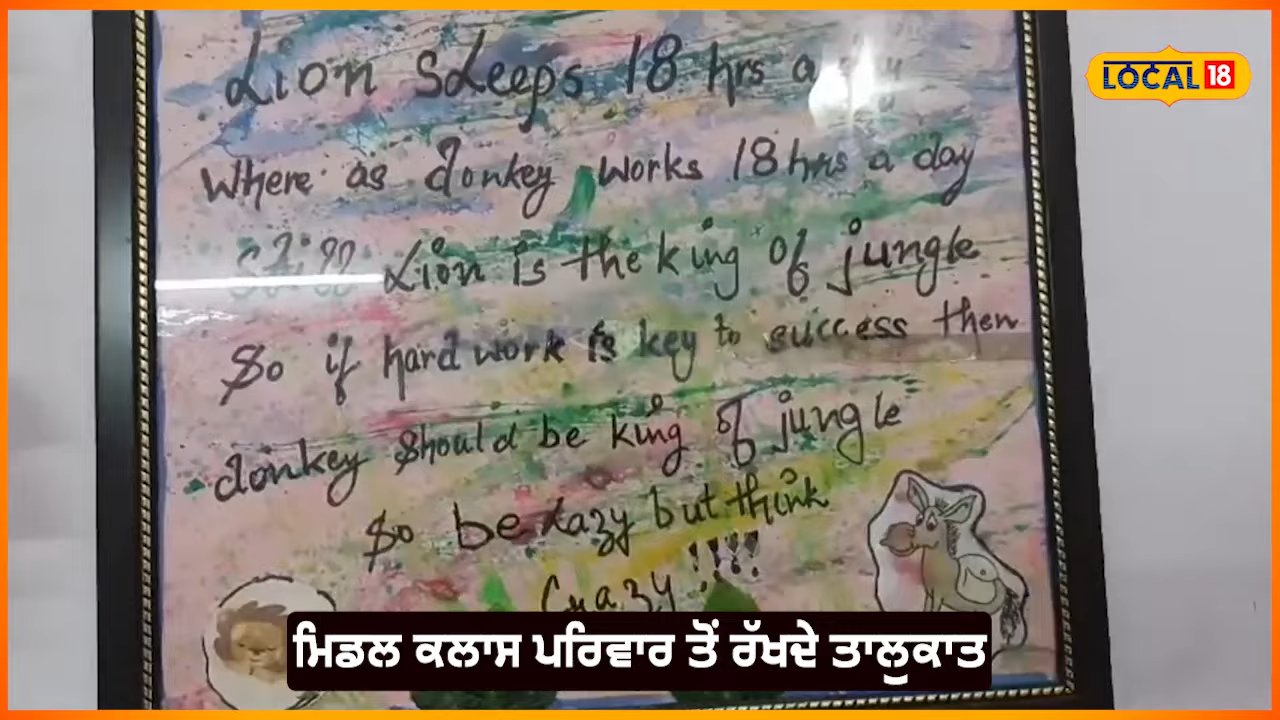 Lion sleeps 18 hrs a
LOCAL 18
Where as donkey works 18 hrs a day
Still Lion is the king of jungle
So if hard work is key to success then
donkey should be king of jungle
So be Lazy but think
Crazy !!!!
ਮਿਡਲ ਕਲਾਸ ਪਰਿਵਾਰ ਤੋਂ ਰੱਖਦੇ ਤਾਲੁਕਾਤ